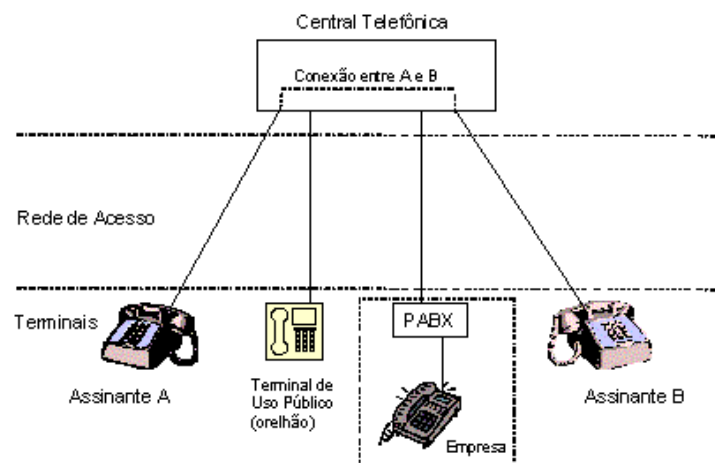 Central Telefônica
Conexão entre A e B
Rede de Acesso
Terminais
PABX
Assinante A
Terminal de
Uso Público
(orelhão)
Empresa
Assinante B